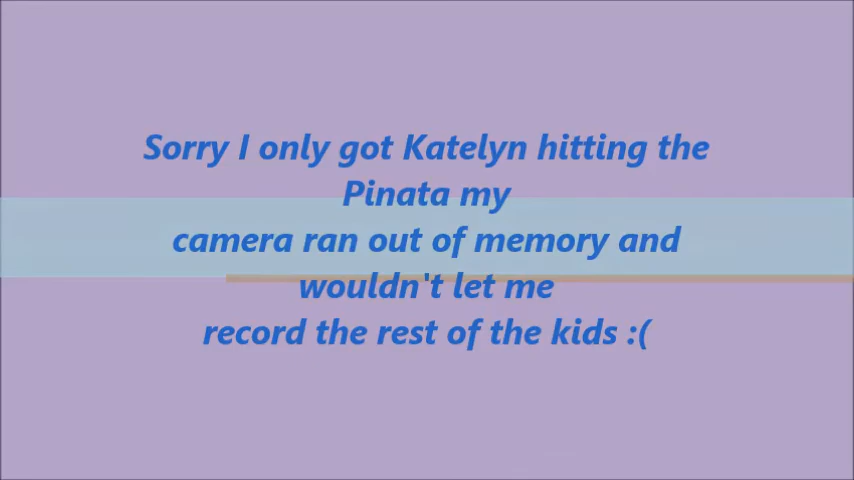 Sorry I only got Katelyn hitting the
Pinata my
camera ran out of memory and
wouldn't let me
record the rest of the kids :(